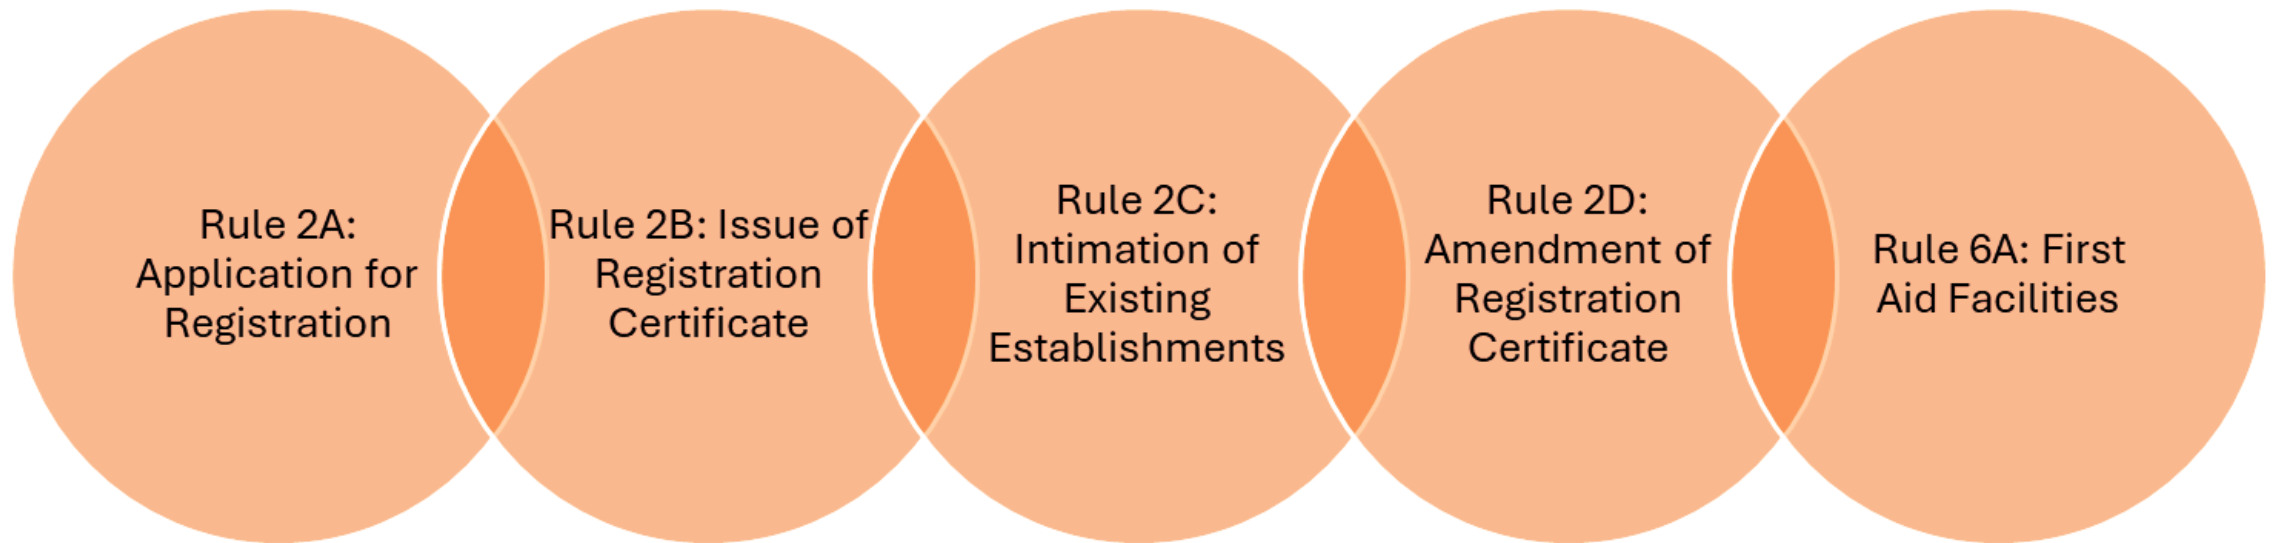 Rule 2A:
Application for
Registration
Rule 2B: Issue of
Registration
Certificate
Rule 2C:
Intimation of
Existing
Establishments
Rule 2D:
Amendment of
Registration
Certificate
Rule 6A: First
Aid Facilities